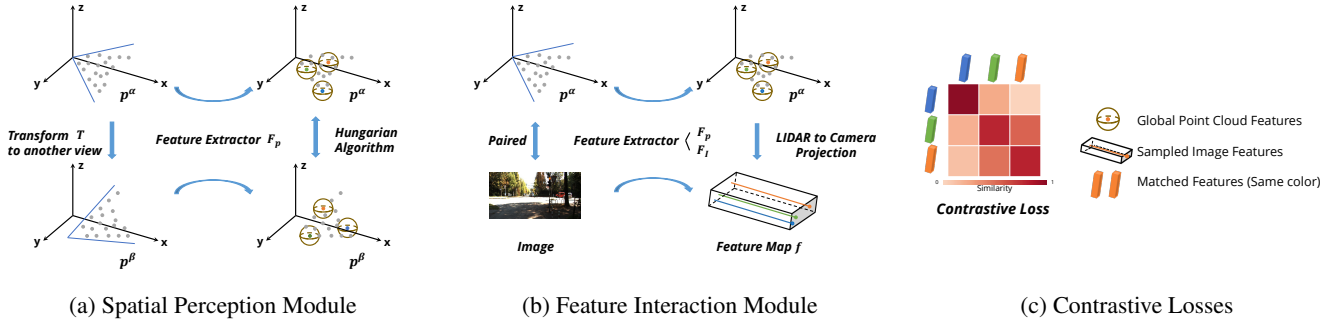 z
y
x
p^α
Transform T
to another view
Feature Extractor F_p
Hungarian
Algorithm
z
y
x
p^β
z
y
x
p^α
z
y
x
p^β
(a) Spatial Perception Module
z
y
x
p^α
z
y
x
p^α
Paired
Feature Extractor ⟨ F_p
F_I
LIDAR to Camera
Projection
Image
Feature Map f
(b) Feature Interaction Module
0
1
Similarity
Contrastive Loss
Global Point Cloud Features
Sampled Image Features
Matched Features (Same color)
(c) Contrastive Losses